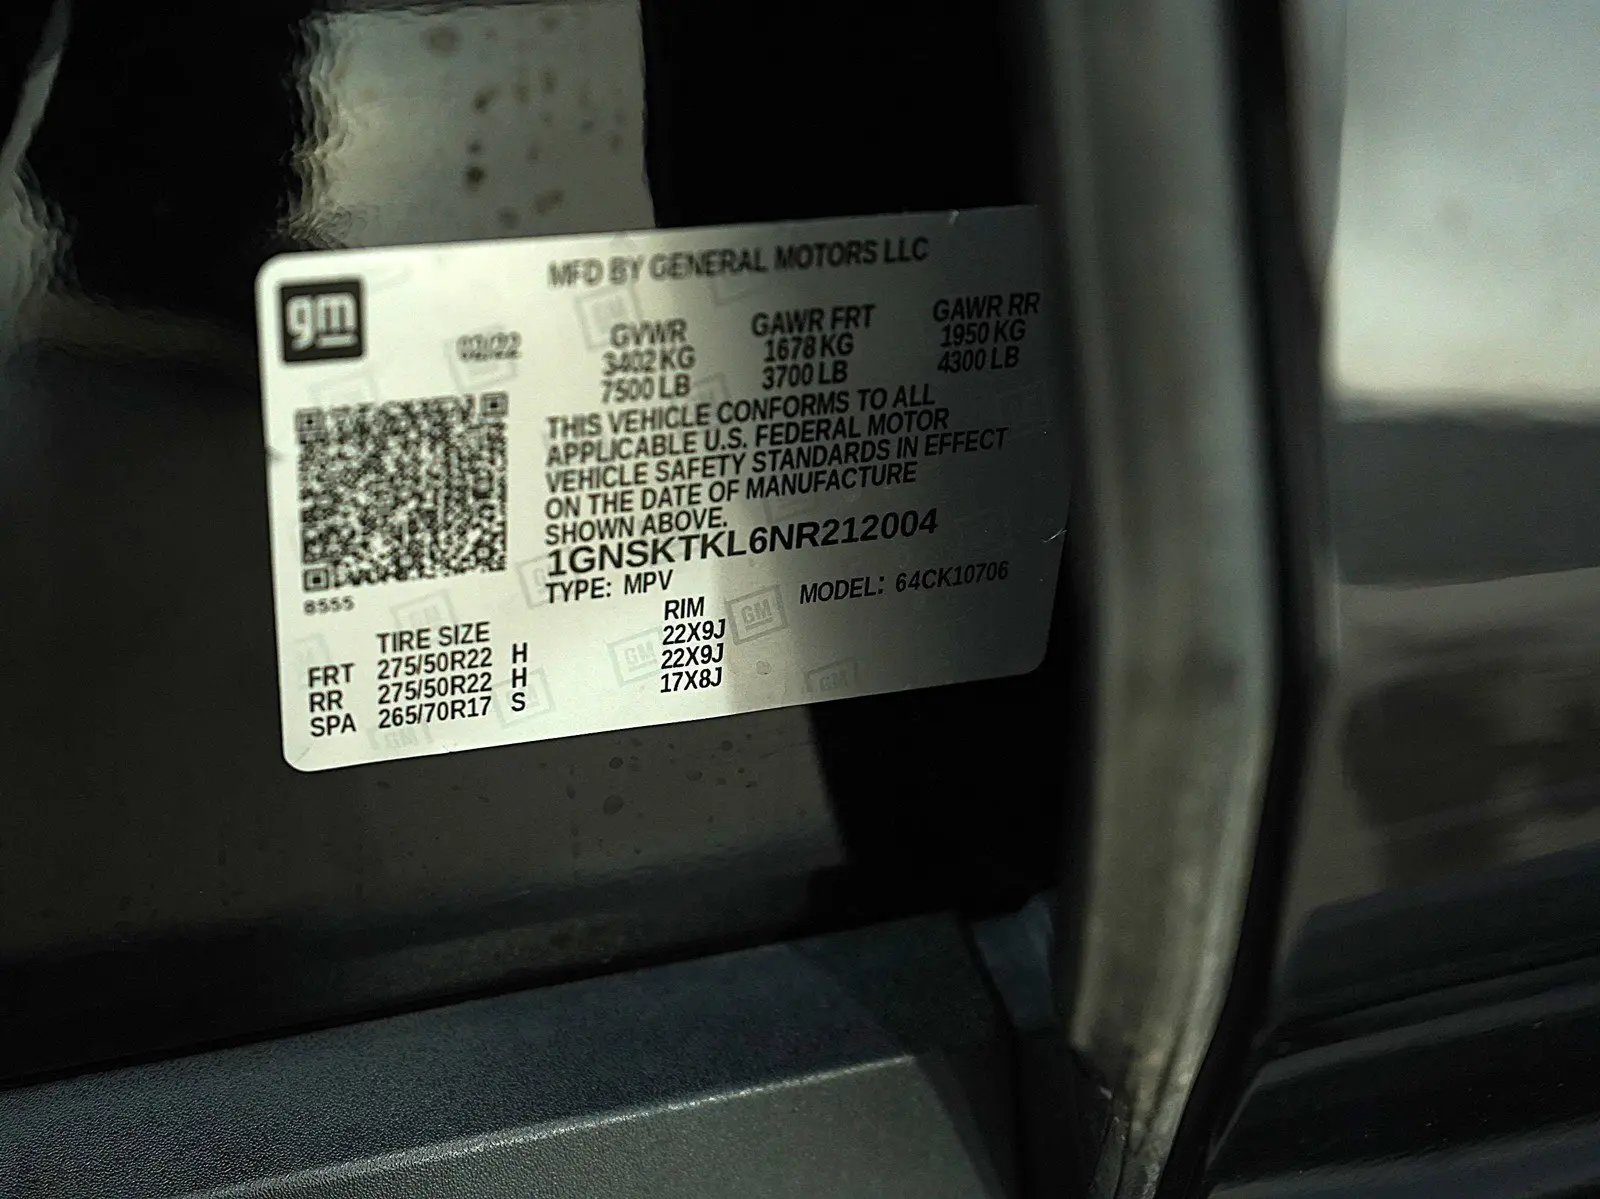 gm
MFD BY GENERAL MOTORS LLC
02/22
GVWR GAWR FRT GAWR RR
3402 KG 1678 KG 1950 KG
7500 LB 3700 LB 4300 LB
THIS VEHICLE CONFORMS TO ALL
APPLICABLE U.S. FEDERAL MOTOR
VEHICLE SAFETY STANDARDS IN EFFECT
ON THE DATE OF MANUFACTURE
SHOWN ABOVE.
1GNSKTKL6NR212004
TYPE: MPV MODEL: 64CK10706
8555
TIRE SIZE RIM
FRT 275/50R22 H 22X9J
RR 275/50R22 H 22X9J
SPA 265/70R17 S 17X8J
GM
GM
GM